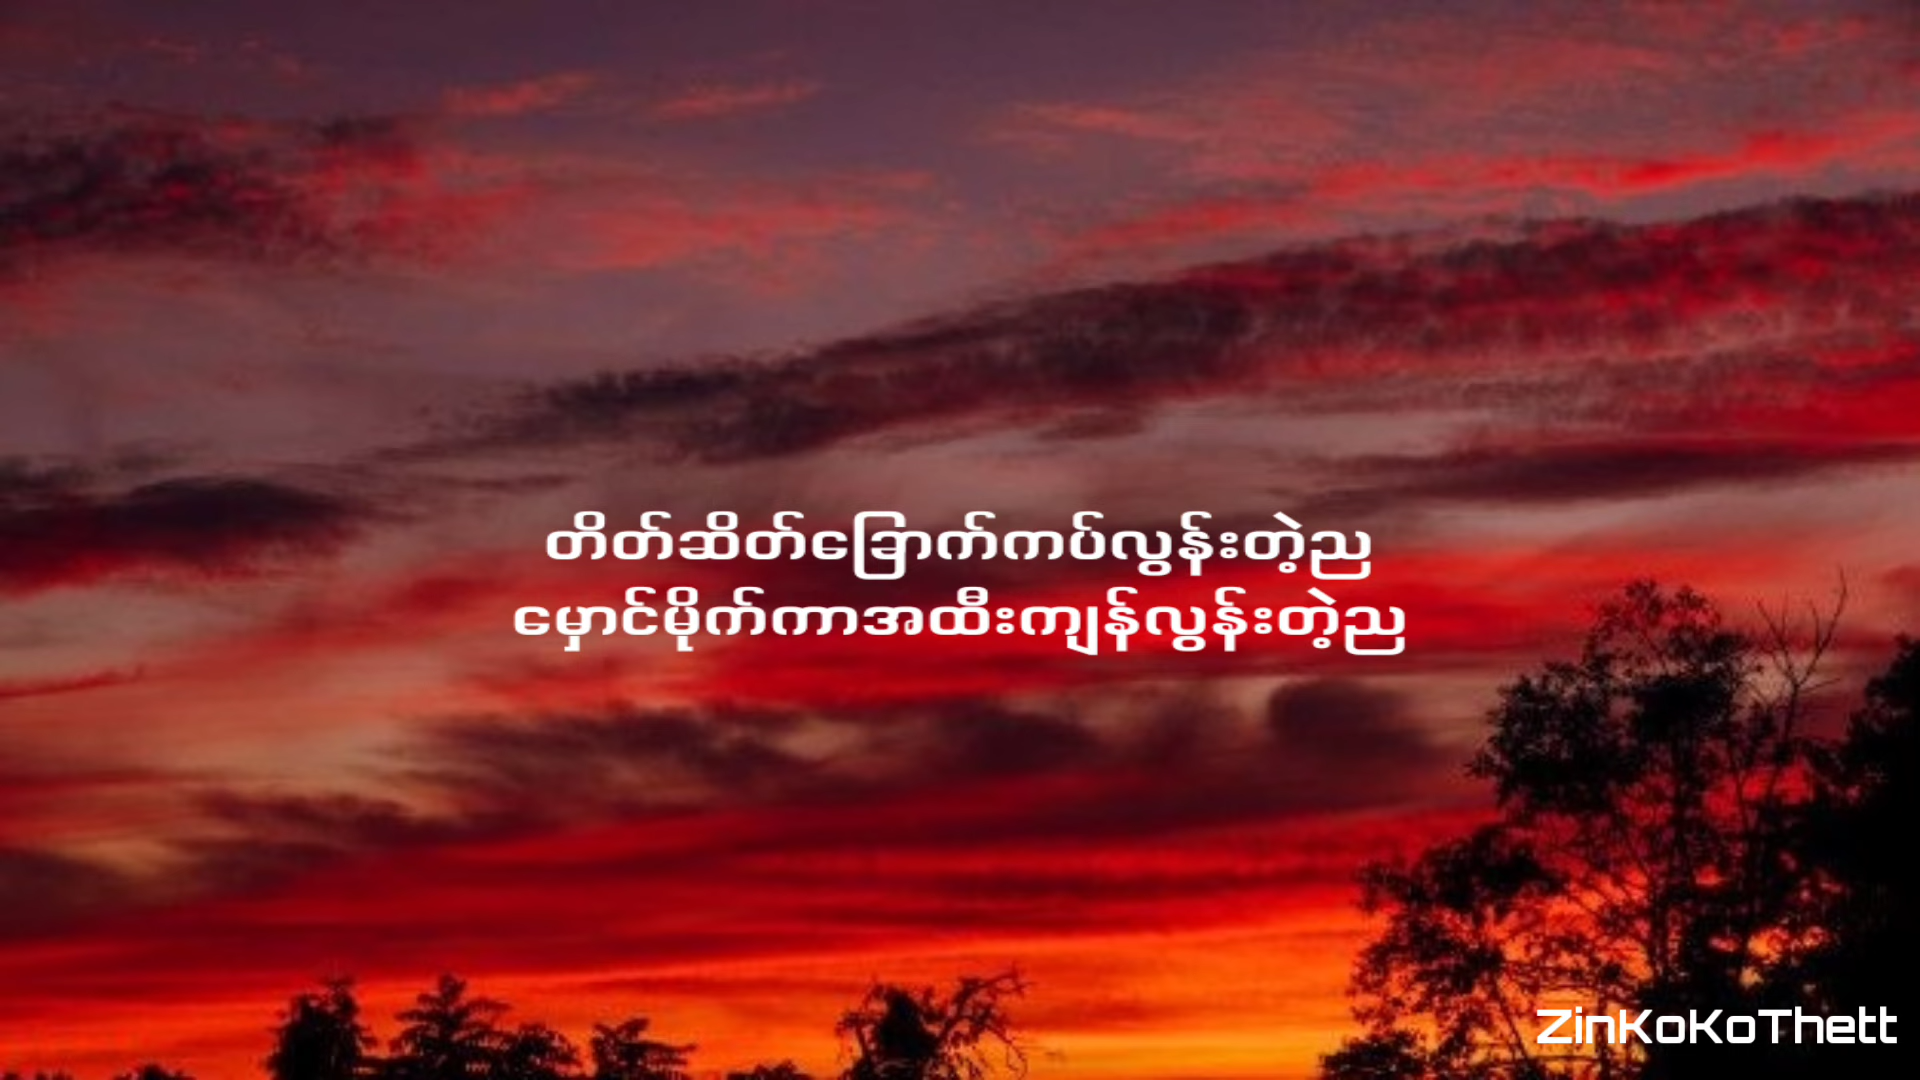 တိတ်ဆိတ်ခြောက်ကပ်လွန်းတဲ့ည
မှောင်မိုက်ကာအထီးကျန်လွန်းတဲ့ည
ZinKoKoThett